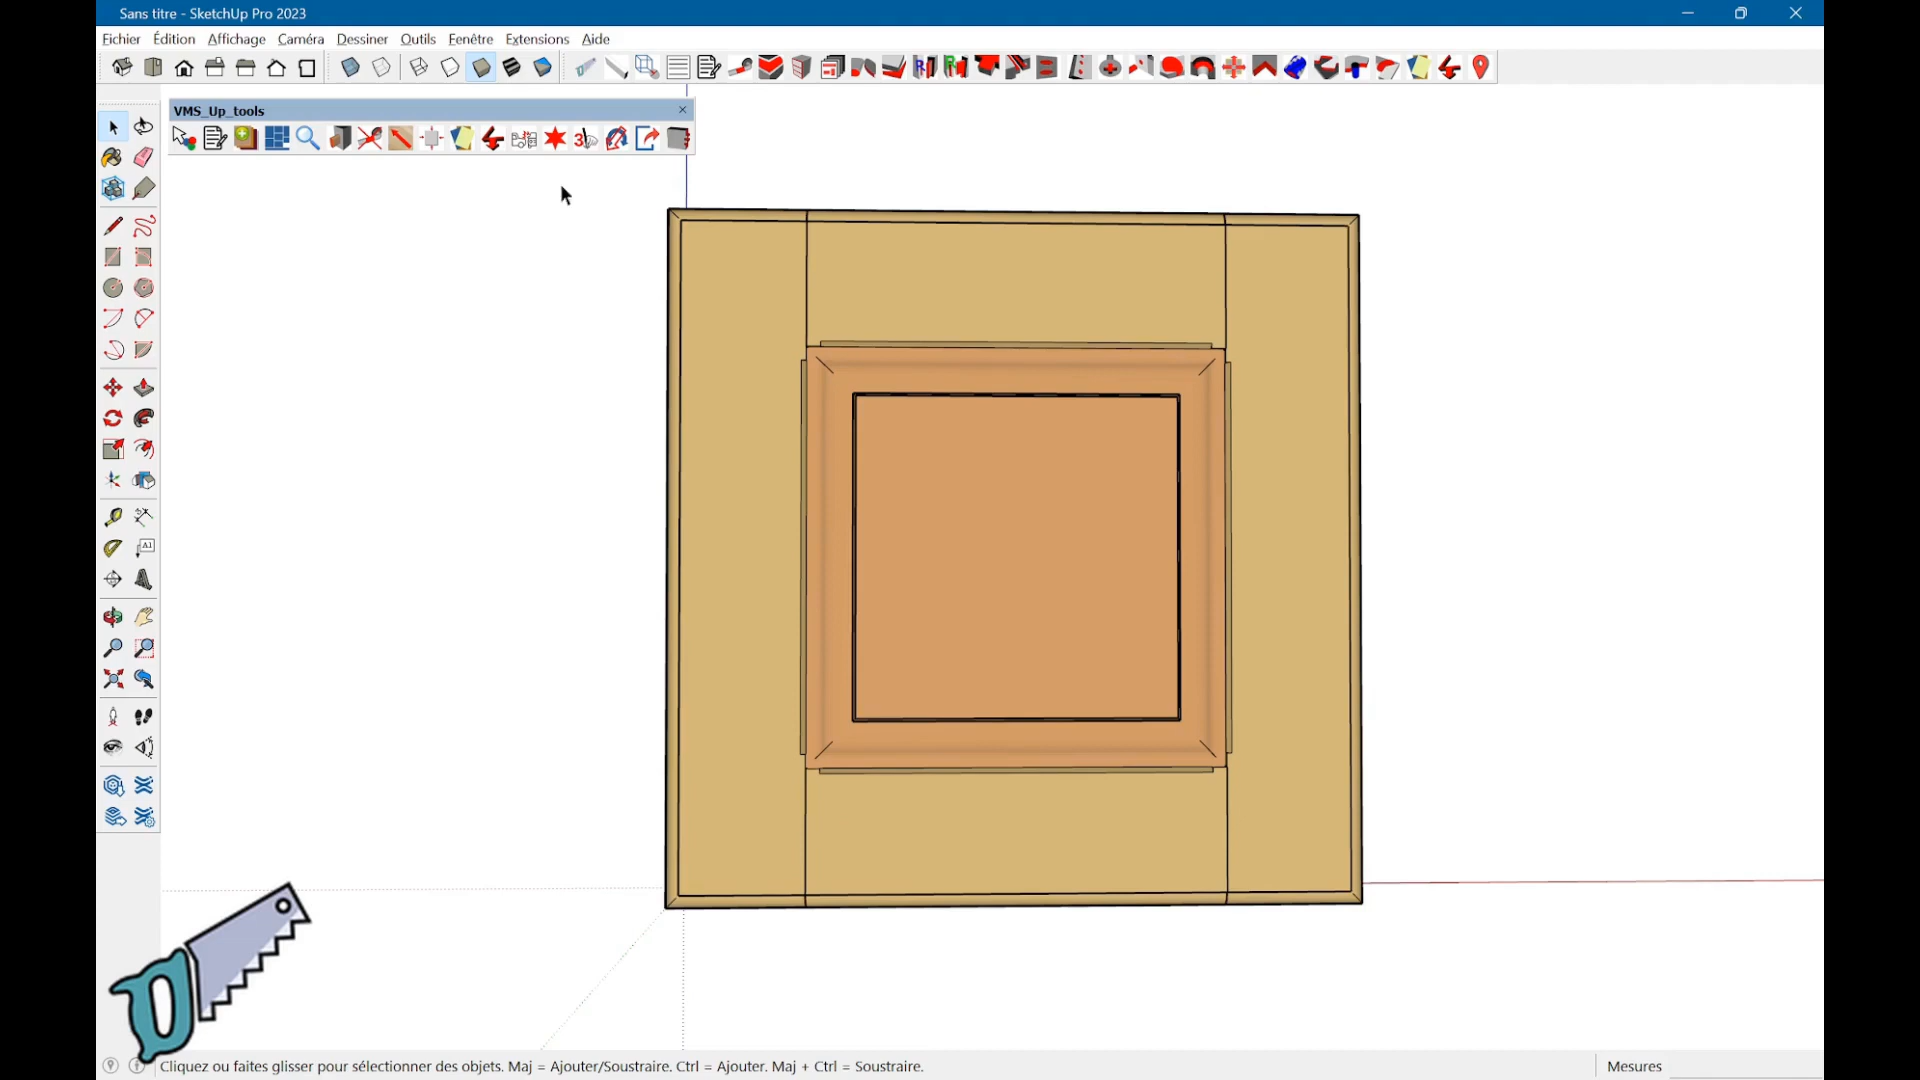 Sans titre - SketchUp Pro 2023
Fichier Édition Affichage Caméra Dessiner Outils Fenêtre Extensions Aide
VMS_Up_tools
Cliquez ou faites glisser pour sélectionner des objets. Maj = Ajouter/Soustraire. Ctrl = Ajouter. Maj + Ctrl = Soustraire.
Mesures